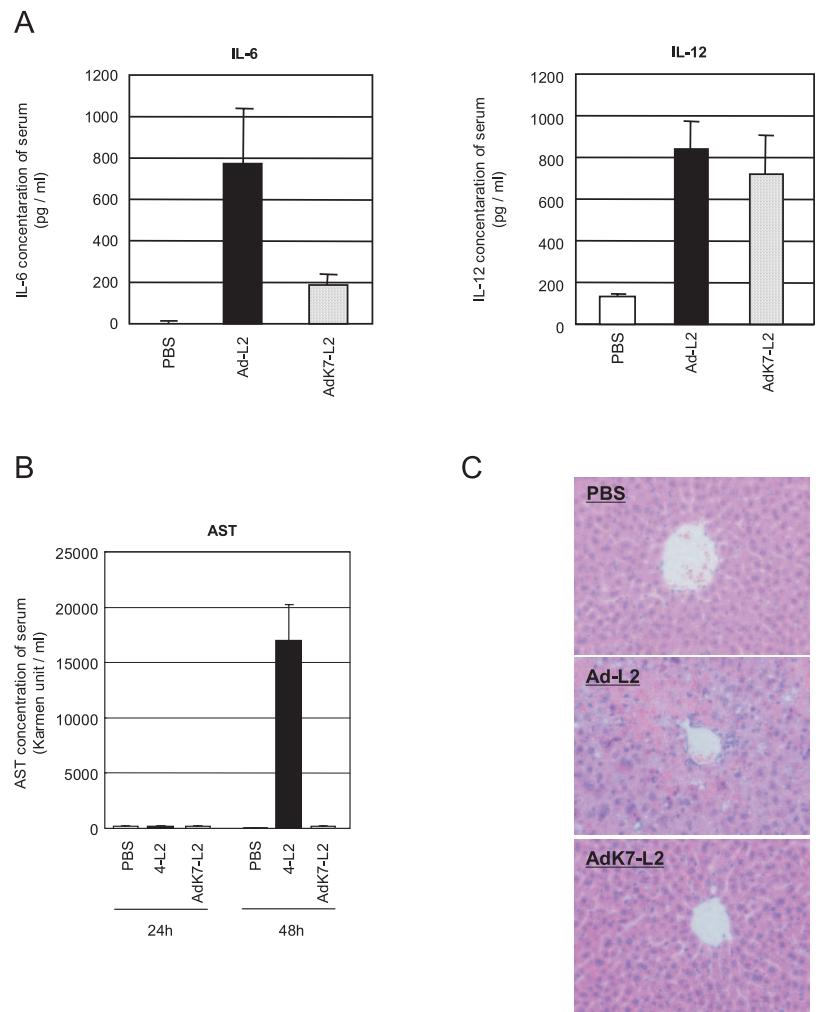 A
IL-6
IL-6 concentaration of serum
(pg / ml)
1200
1000
800
600
400
200
0
PBS
Ad-L2
AdK7-L2
IL-12
IL-12 concentaration of serum
(pg / ml)
1200
1000
800
600
400
200
0
PBS
Ad-L2
AdK7-L2
B
AST
AST concentration of serum
(Karmen unit / ml)
25000
20000
15000
10000
5000
0
PBS
4-L2
AdK7-L2
PBS
4-L2
AdK7-L2
24h
48h
C
PBS
Ad-L2
AdK7-L2